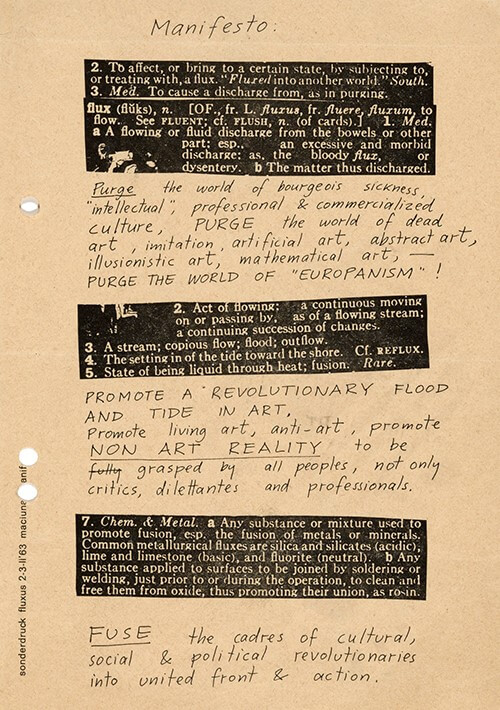 Manifesto:
2. To affect, or bring to a certain state, by subjecting to,
or treating with, a flux. "Fluxed into another world." South.
3. Med. To cause a discharge from, as in purging.
flux (flŭks), n. [OF., fr. L. fluxus, fr. fluere, fluxum, to
flow. See FLUENT; cf. FLUSH, n. (of cards).] 1. Med.
a A flowing or fluid discharge from the bowels or other
part: esp., an excessive and morbid
discharge: as, the bloody flux, or
dysentery. b The matter thus discharged.
Purge the world of bourgeois sickness,
"intellectual", professional & commercialized
culture, PURGE the world of dead
art, imitation, artificial art, abstract art,
illusionistic art, mathematical art, —
PURGE THE WORLD OF "EUROPANISM"!
2. Act of flowing: a continuous moving
on or passing by, as of a flowing stream;
a continuing succession of changes.
3. A stream; copious flow; flood; outflow.
4. The setting in of the tide toward the shore. Cf. REFLUX.
5. State of being liquid through heat; fusion. Rare.
PROMOTE A REVOLUTIONARY FLOOD
AND TIDE IN ART,
Promote living art, anti-art, promote
NON ART REALITY to be
fully grasped by all peoples, not only
critics, dilettantes and professionals.
7. Chem. & Metal. a Any substance or mixture used to
promote fusion, esp. the fusion of metals or minerals.
Common metallurgical fluxes are silica and silicates (acidic),
lime and limestone (basic), and fluorite (neutral). b Any
substance applied to surfaces to be joined by soldering or
welding, just prior to or during the operation, to clean and
free them from oxide, thus promoting their union, as rosin.
FUSE the cadres of cultural,
social & political revolutionaries
into united front & action.
sonderdruck fluxus 2-3-II'63 maciuna anif